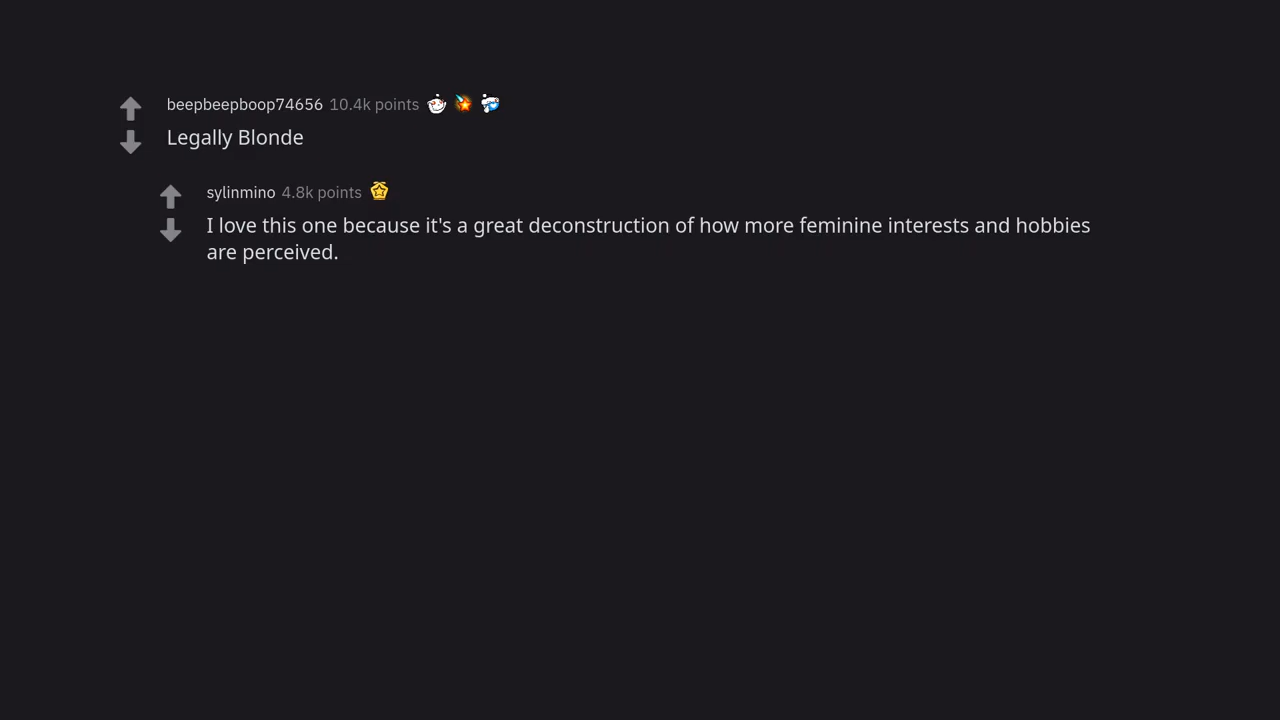 beepbeepboop74656 10.4k points
Legally Blonde
sylinmino 4.8k points
I love this one because it's a great deconstruction of how more feminine interests and hobbies
are perceived.